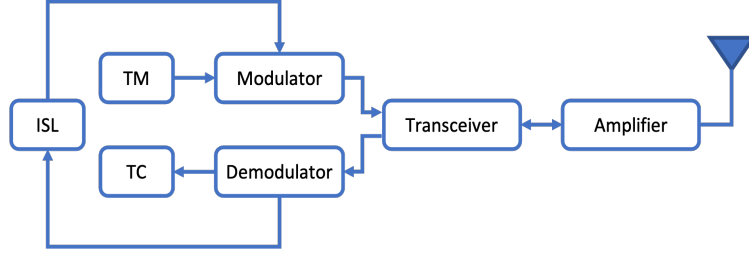 TM
Modulator
ISL
Transceiver
Amplifier
TC
Demodulator